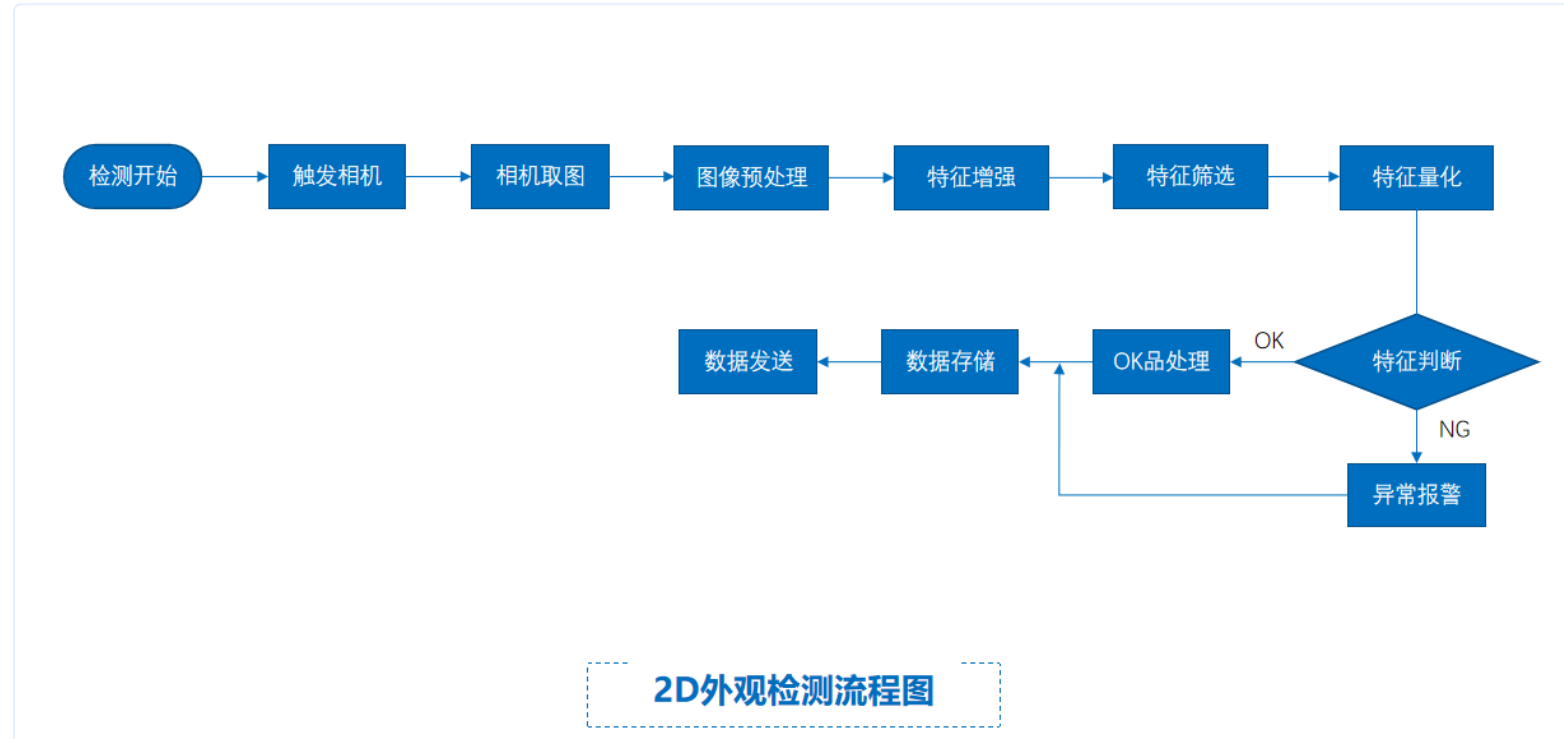 检测开始
触发相机
相机取图
图像预处理
特征增强
特征筛选
特征量化
数据发送
数据存储
OK品处理
OK
特征判断
NG
异常报警
2D外观检测流程图